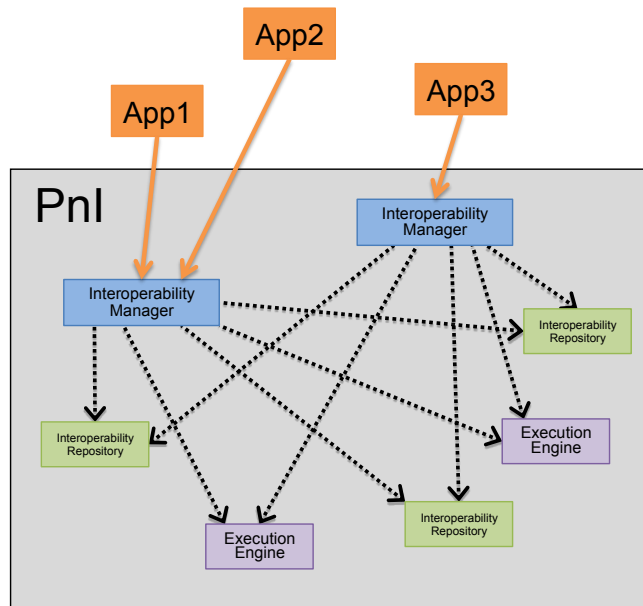 App2
App1
App3
PnI
Interoperability
Manager
Interoperability
Manager
Interoperability
Repository
Interoperability
Repository
Execution
Engine
Interoperability
Repository
Execution
Engine